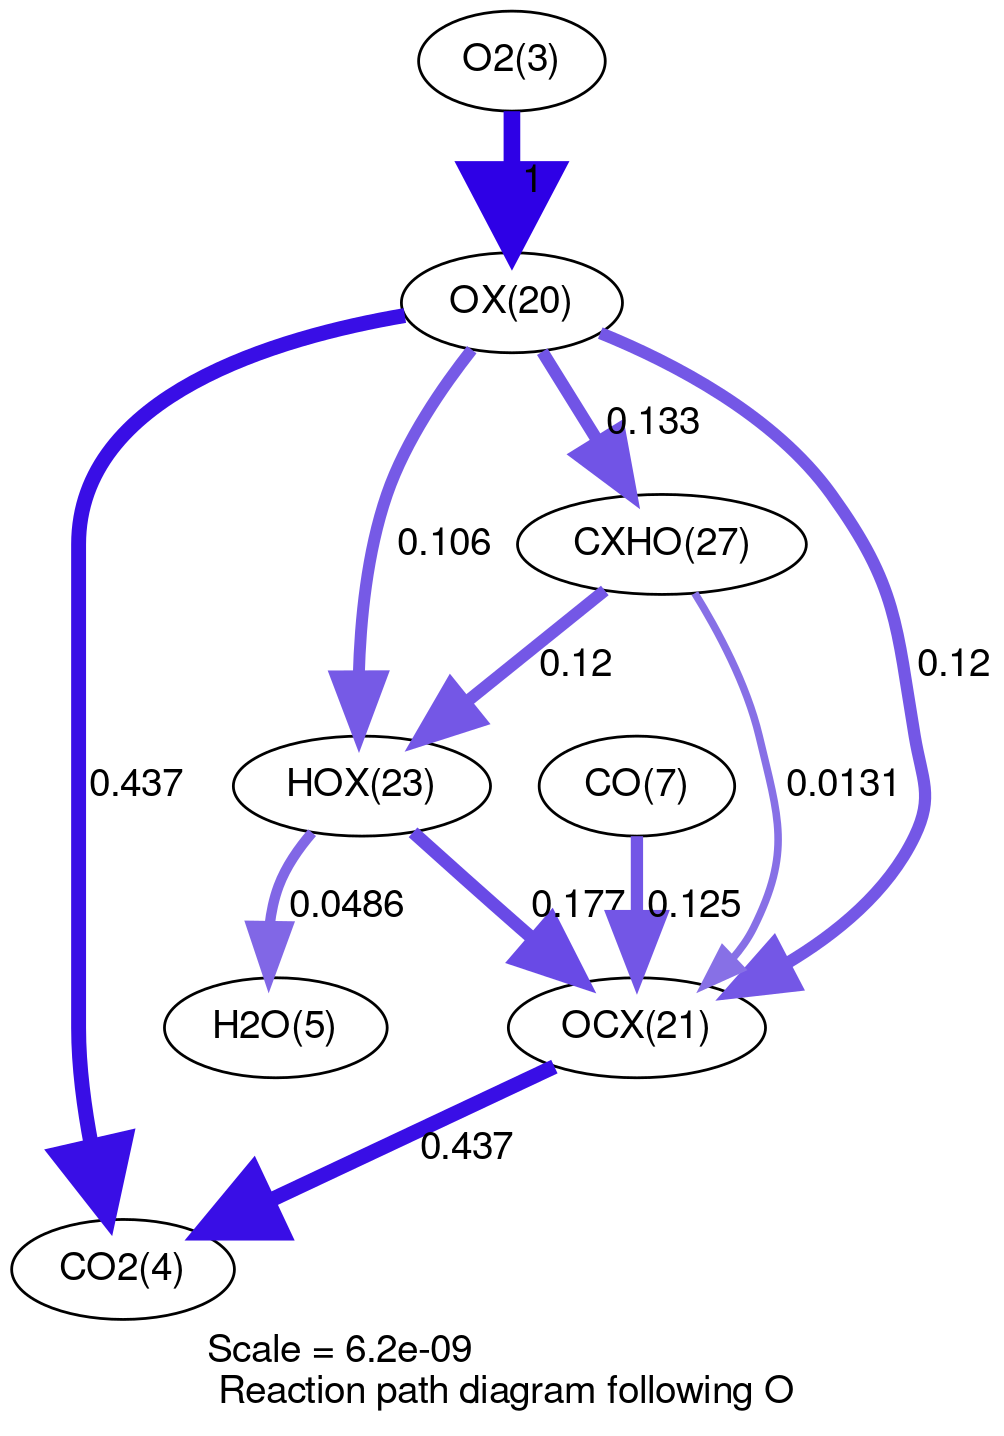 O2(3)
1
OX(20)
0.133
0.106
CXHO(27)
0.12
0.12
0.437
HOX(23)
CO(7)
0.0131
0.0486
0.177
0.125
H2O(5)
OCX(21)
0.437
CO2(4)
Scale = 6.2e-09
Reaction path diagram following O